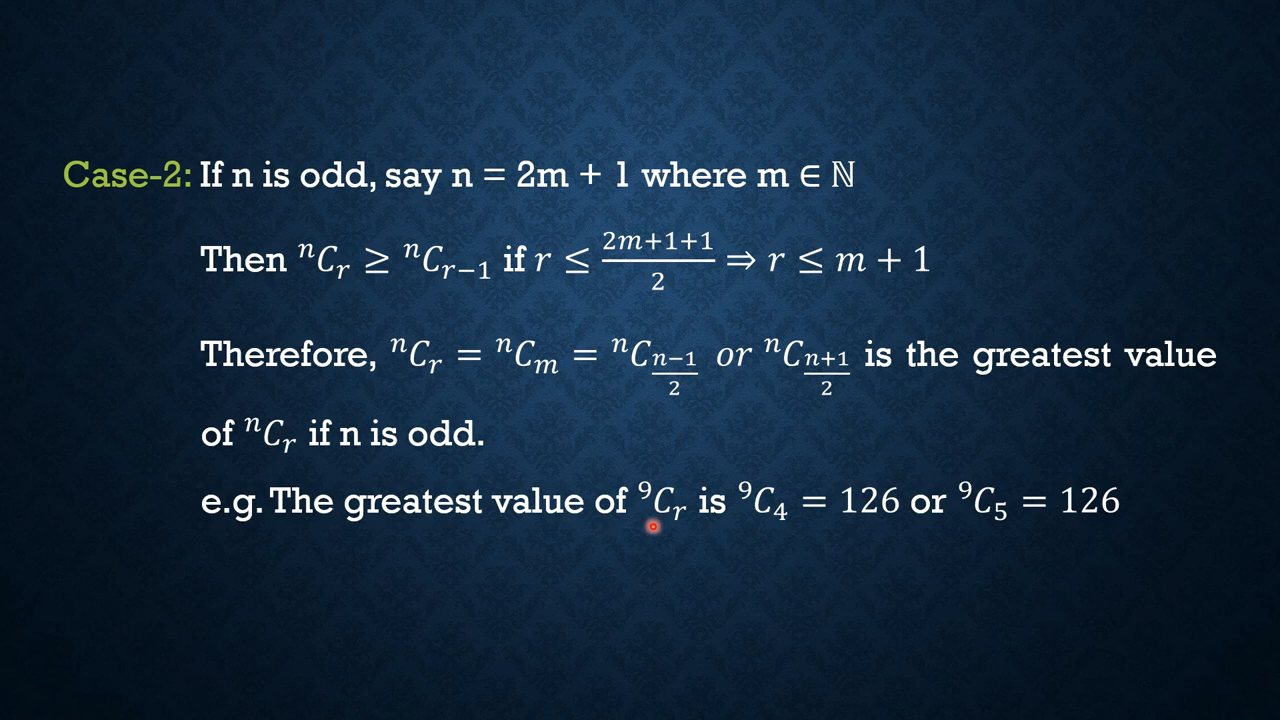 Case-2: If n is odd, say n = 2m + 1 where m ∈ ℕ
Then ⁿCᵣ ≥ ⁿCᵣ₋₁ if r ≤ (2m+1+1)/2 ⇒ r ≤ m + 1
Therefore, ⁿCᵣ = ⁿCₘ = ⁿC_((n−1)/2) or ⁿC_((n+1)/2) is the greatest value
of ⁿCᵣ if n is odd.
e.g. The greatest value of ⁹Cᵣ is ⁹C₄ = 126 or ⁹C₅ = 126